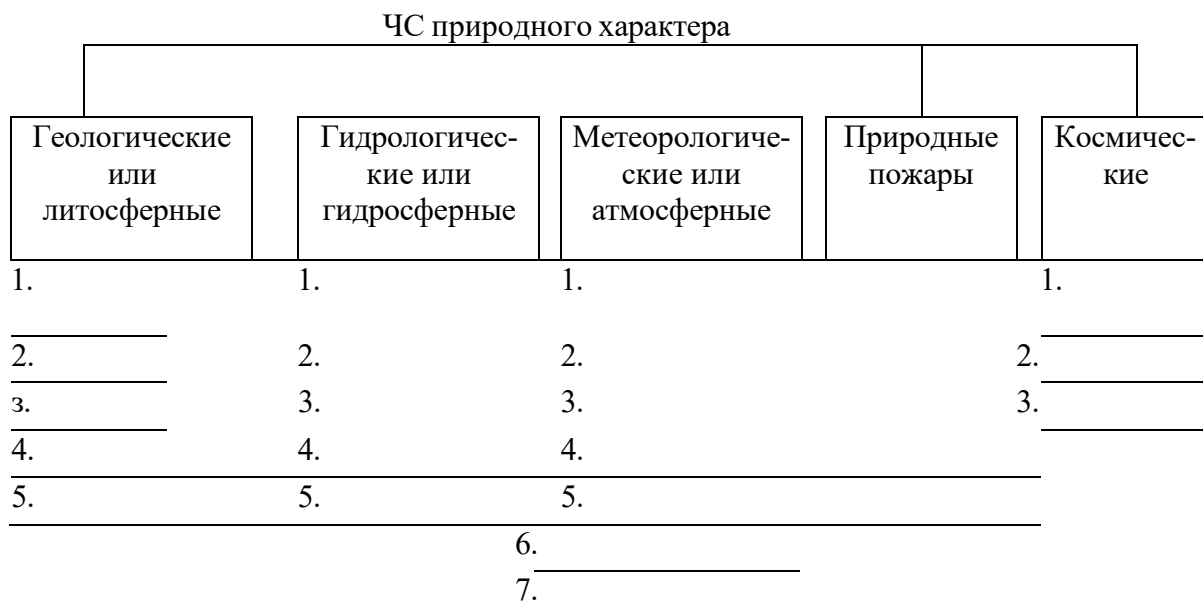 ЧС природного характера
Геологические или литосферные
Гидрологичес-кие или гидросферные
Метеорологиче-ские или атмосферные
Природные пожары
Космичес-кие
1. 1. 1. 1.
2. 2. 2. 2.
з. 3. 3. 3.
4. 4. 4.
5. 5. 5.
6.
7.